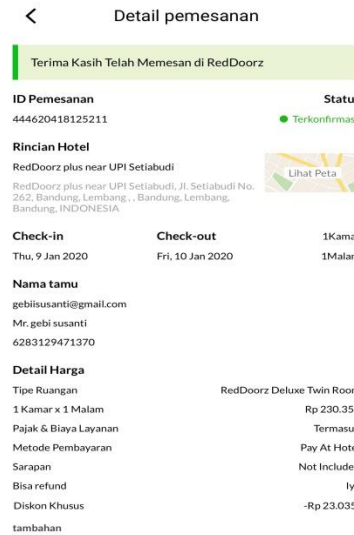 Detail pemesanan
Terima Kasih Telah Memesan di RedDoorz
ID Pemesanan Statu
444620418125211 Terkonfirmas
Rincian Hotel
RedDoorz plus near UPI Setiabudi
Lihat Peta
RedDoorz plus near UPI Setiabudi, Jl. Setiabudi No.
262, Bandung, Lembang , , Bandung, Lembang,
Bandung, INDONESIA
Check-in Check-out 1Kama
Thu, 9 Jan 2020 Fri, 10 Jan 2020 1Malan
Nama tamu
gebiisusanti@gmail.com
Mr. gebi susanti
6283129471370
Detail Harga
Tipe Ruangan RedDoorz Deluxe Twin Roor
1 Kamar x 1 Malam Rp 230.35
Pajak & Biaya Layanan Termasu
Metode Pembayaran Pay At Hote
Sarapan Not Include
Bisa refund Iy
Diskon Khusus -Rp 23.035
tambahan